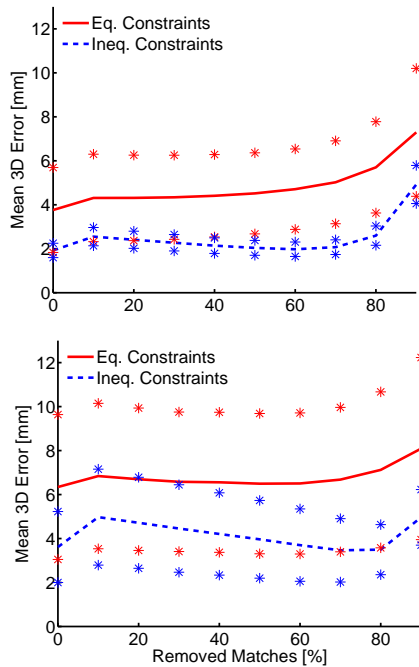 12
10
8
6
4
2
0
Mean 3D Error [mm]
Eq. Constraints
Ineq. Constraints
0 20 40 60 80
12
10
8
6
4
2
0
Mean 3D Error [mm]
Eq. Constraints
Ineq. Constraints
0 20 40 60 80
Removed Matches [%]